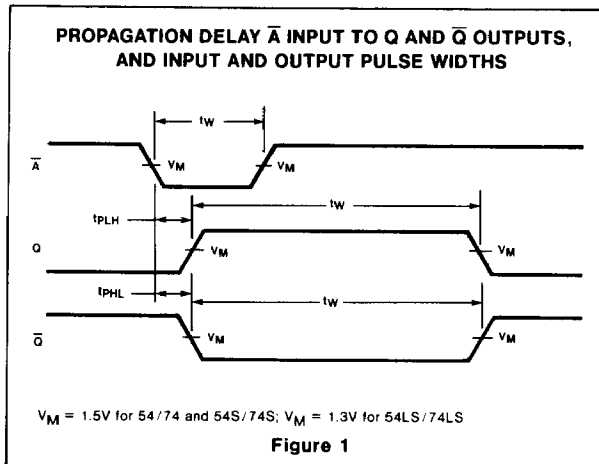 PROPAGATION DELAY A̅ INPUT TO Q AND Q̅ OUTPUTS,
AND INPUT AND OUTPUT PULSE WIDTHS
tW
A̅
VM
VM
tPLH
tW
Q
VM
VM
tPHL
tW
Q̅
VM
VM
VM = 1.5V for 54/74 and 54S/74S; VM = 1.3V for 54LS/74LS
Figure 1